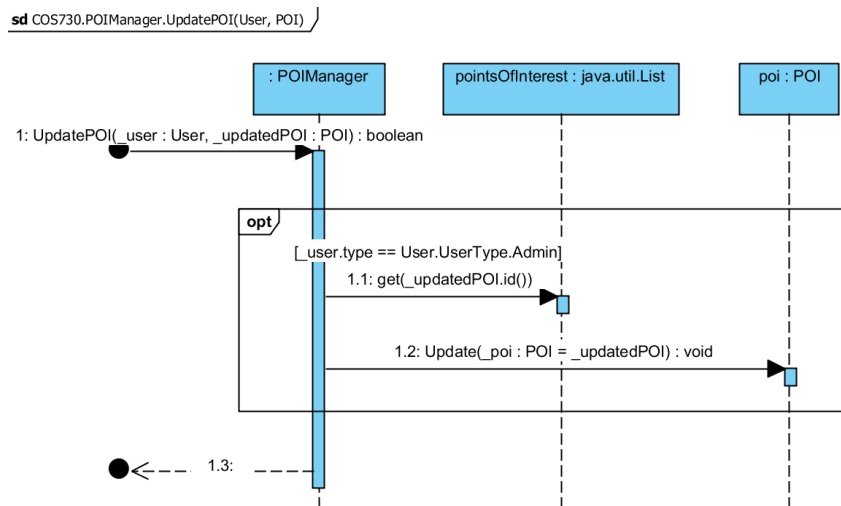 sd COS730.POIManager.UpdatePOI(User, POI)
: POIManager
pointsOfInterest : java.util.List
poi : POI
1: UpdatePOI(_user : User, _updatedPOI : POI) : boolean
opt
[_user.type == User.UserType.Admin]
1.1: get(_updatedPOI.id())
1.2: Update(_poi : POI = _updatedPOI) : void
1.3: